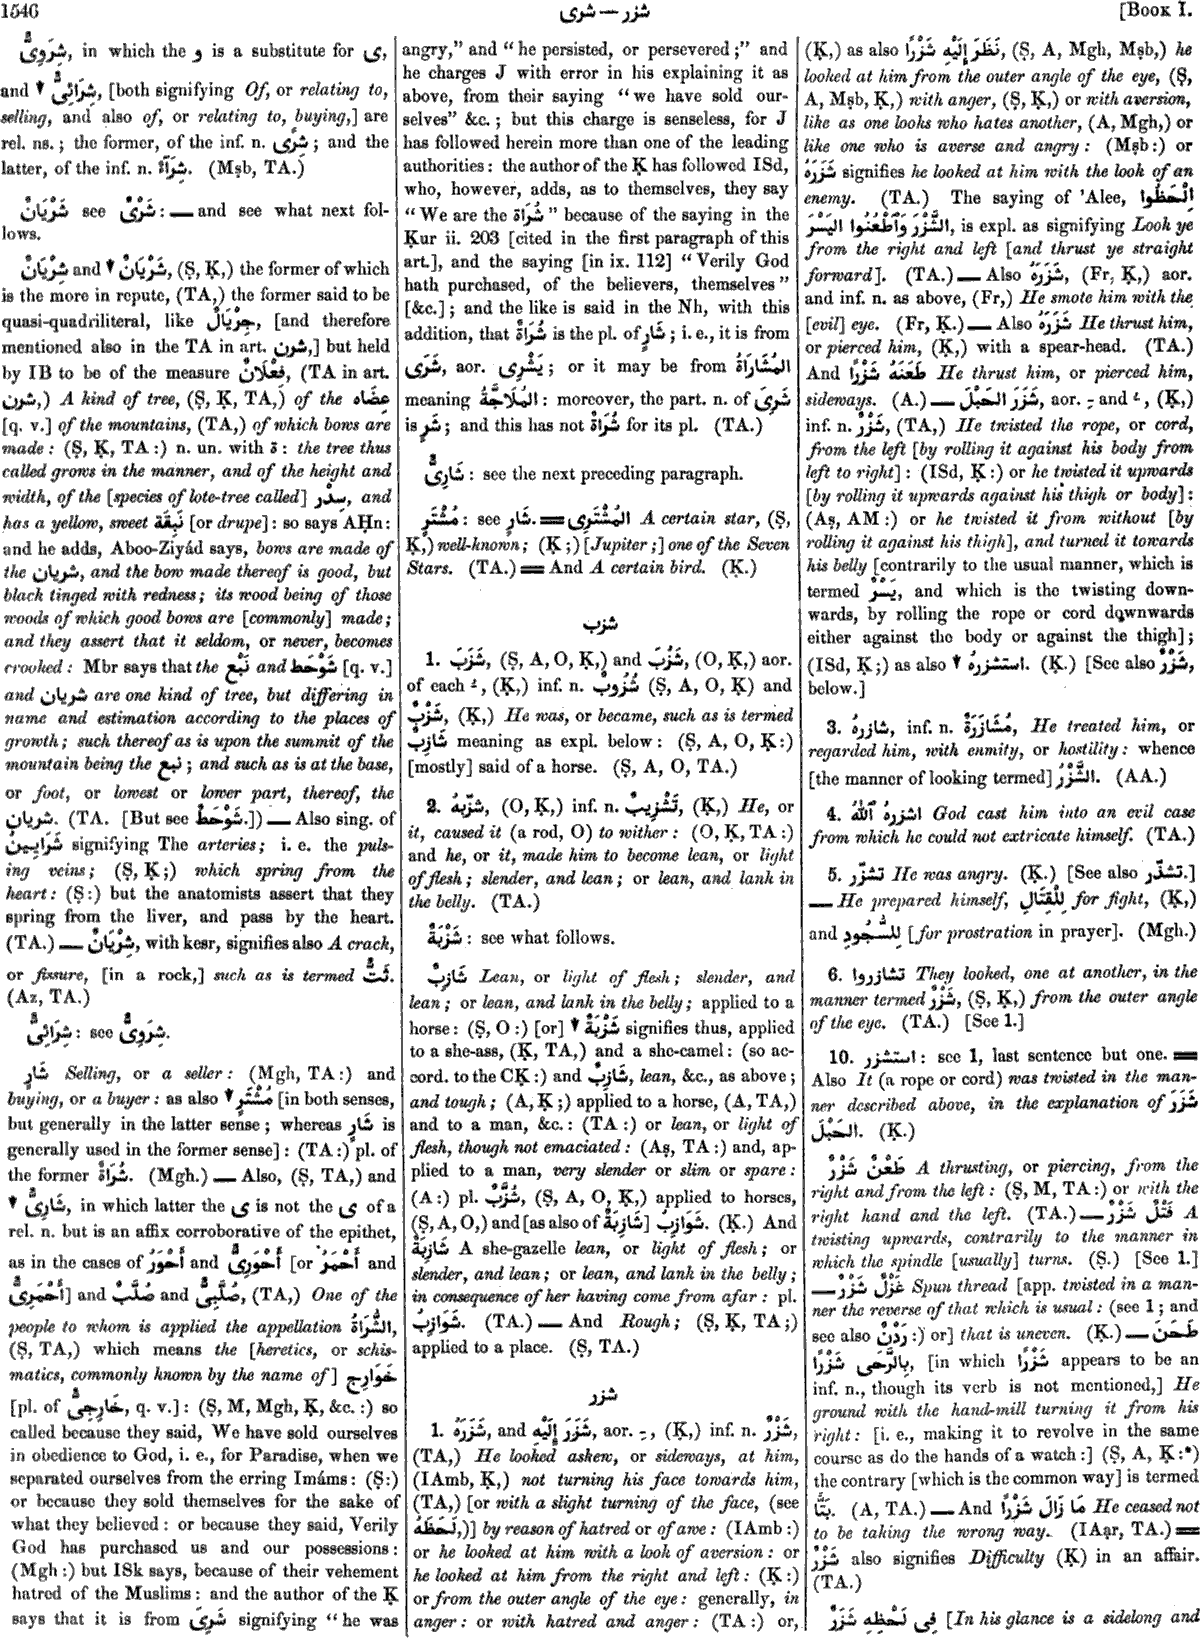 1546
شزر — شرى
[BOOK I.
شِرَوِىٌّ, in which the و is a substitute for ى,
and ▼ شِرَائِىٌّ, [both signifying Of, or relating to,
selling, and also of, or relating to, buying,] are
rel. ns.; the former, of the inf. n. شِرًى; and the
latter, of the inf. n. شِرَآءٌ. (Mṣb, TA.)
شَرْيَانٌ see شَرْىٌ: — and see what next fol-
lows.
شِرْيَانٌ and ▼ شَرْيَانٌ, (Ṣ, Ḳ,) the former of which
is the more in repute, (TA,) the former said to be
quasi-quadriliteral, like جِرْيَالٌ, [and therefore
mentioned also in the TA in art. شرن,] but held
by IB to be of the measure فِعْلَانٌ, (TA in art.
شرن,) A kind of tree, (Ṣ, Ḳ, TA,) of the عِضَاه
[q. v.] of the mountains, (TA,) of which bows are
made: (Ṣ, Ḳ, TA:) n. un. with ة: the tree thus
called grows in the manner, and of the height and
width, of the [species of lote-tree called] سِدْر, and
has a yellow, sweet نَبِقَة [or drupe]: so says AḤn:
and he adds, Aboo-Ziyád says, bows are made of
the شريان, and the bow made thereof is good, but
black tinged with redness; its wood being of those
woods of which good bows are [commonly] made;
and they assert that it seldom, or never, becomes
crooked: Mbr says that the نَبْع and شَوْحَط [q. v.]
and شريان are one kind of tree, but differing in
name and estimation according to the places of
growth; such thereof as is upon the summit of the
mountain being the نبع; and such as is at the base,
or foot, or lowest or lower part, thereof, the
شريان. (TA. [But see شَوْحَطٌ.]) — Also sing. of
شَرَايِينُ signifying The arteries; i. e. the puls-
ing veins; (Ṣ, Ḳ;) which spring from the
heart: (Ṣ:) but the anatomists assert that they
spring from the liver, and pass by the heart.
(TA.) — شِرْيَانٌ, with kesr, signifies also A crack,
or fissure, [in a rock,] such as is termed ثَتٌّ.
(Az, TA.)
شِرَائِىٌّ: see شِرَوِىٌّ.
شَارٍ Selling, or a seller: (Mgh, TA:) and
buying, or a buyer: as also ▼ مُشْتَرٍ [in both senses,
but generally in the latter sense; whereas شَارٍ is
generally used in the former sense]: (TA:) pl. of
the former شُرَاةٌ. (Mgh.) — Also, (Ṣ, TA,) and
▼ شَارِىٌّ, in which latter the ى is not the ى of a
rel. n. but is an affix corroborative of the epithet,
as in the cases of أَحْوَرُ and أَحْوَرِىٌّ [or أَحْمَرُ and
أَحْمَرِىٌّ] and صُلَّبٌ and صُلَّبِىٌّ, (TA,) One of the
people to whom is applied the appellation الشُّرَاةُ,
(Ṣ, TA,) which means the [heretics, or schis-
matics, commonly known by the name of] خَوَارِج
[pl. of خَارِجِىٌّ, q. v.]: (Ṣ, M, Mgh, Ḳ, &c.:) so
called because they said, We have sold ourselves
in obedience to God, i. e., for Paradise, when we
separated ourselves from the erring Imáms: (Ṣ:)
or because they sold themselves for the sake of
what they believed: or because they said, Verily
God has purchased us and our possessions:
(Mgh:) but ISk says, because of their vehement
hatred of the Muslims: and the author of the Ḳ
says that it is from شَرِىَ signifying “he was
angry,” and “he persisted, or persevered;” and
he charges J with error in his explaining it as
above, from their saying “we have sold our-
selves” &c.; but this charge is senseless, for J
has followed herein more than one of the leading
authorities: the author of the Ḳ has followed ISd,
who, however, adds, as to themselves, they say
“We are the شُرَاة” because of the saying in the
Ḳur ii. 203 [cited in the first paragraph of this
art.], and the saying [in ix. 112] “Verily God
hath purchased, of the believers, themselves”
[&c.]; and the like is said in the Nh, with this
addition, that شُرَاةٌ is the pl. of شَارٍ; i. e., it is from
شَرَى, aor. يَشْرِى; or it may be from المُشَارَاةُ
meaning المُلَاجَّةُ: moreover, the part. n. of شَرِىَ
is شَرٍ; and this has not شُرَاةٌ for its pl. (TA.)
شَارِىٌّ: see the next preceding paragraph.
مُشْتَرٍ: see شَارٍ. = المُشْتَرِى A certain star, (Ṣ,
Ḳ,) well-known; (Ḳ;) [Jupiter;] one of the Seven
Stars. (TA.) = And A certain bird. (Ḳ.)
شزب
1. شَزَبَ, (Ṣ, A, O, Ḳ,) and شَزُبَ, (O, Ḳ,) aor.
of each ـُ, (Ḳ,) inf. n. شُزُوبٌ (Ṣ, A, O, Ḳ) and
شَزْبٌ, (Ḳ,) He was, or became, such as is termed
شَازِبٌ meaning as expl. below: (Ṣ, A, O, Ḳ:)
[mostly] said of a horse. (Ṣ, A, O, TA.)
2. شزّبهُ, (O, Ḳ,) inf. n. تَشْزِيبٌ, (Ḳ,) He, or
it, caused it (a rod, O) to wither: (O, Ḳ, TA:)
and he, or it, made him to become lean, or light
of flesh; slender, and lean; or lean, and lank in
the belly. (TA.)
شَزْبَةٌ: see what follows.
شَازِبٌ Lean, or light of flesh; slender, and
lean; or lean, and lank in the belly; applied to a
horse: (Ṣ, O:) [or] ▼ شَزْبَةٌ signifies thus, applied
to a she-ass, (Ḳ, TA,) and a she-camel: (so ac-
cord. to the CḲ:) and شَازِبٌ, lean, &c., as above;
and tough; (A, Ḳ;) applied to a horse, (A, TA,)
and to a man, &c.: (TA:) or lean, or light of
flesh, though not emaciated: (Aṣ, TA:) and, ap-
plied to a man, very slender or slim or spare:
(A:) pl. شُزَّبٌ, (Ṣ, A, O, Ḳ,) applied to horses,
(Ṣ, A, O,) and [as also of شَازِبَةٌ] شَوَازِبُ. (Ḳ.) And
شَازِبَةٌ A she-gazelle lean, or light of flesh; or
slender, and lean; or lean, and lank in the belly;
in consequence of her having come from afar: pl.
شَوَازِبُ. (TA.) — And Rough; (Ṣ, Ḳ, TA;)
applied to a place. (Ṣ, TA.)
شزر
1. شَزَرَهُ, and شَزَرَ إِلَيْهِ, aor. ـِ, (Ḳ,) inf. n. شَزْرٌ,
(TA,) He looked askew, or sideways, at him,
(IAmb, Ḳ,) not turning his face towards him,
(TA,) [or with a slight turning of the face, (see
لَحَظَهُ,)] by reason of hatred or of awe: (IAmb:)
or he looked at him with a look of aversion: or
he looked at him from the right and left: (Ḳ:)
or from the outer angle of the eye: generally, in
anger: or with hatred and anger: (TA:) or,
(Ḳ,) as also نَظَرَ إِلَيْهِ شَزْرًا, (Ṣ, A, Mgh, Mṣb,) he
looked at him from the outer angle of the eye, (Ṣ,
A, Mṣb, Ḳ,) with anger, (Ṣ, Ḳ,) or with aversion,
like as one looks who hates another, (A, Mgh,) or
like one who is averse and angry: (Mṣb:) or
شَزَرَهُ signifies he looked at him with the look of an
enemy. (TA.) The saying of 'Alee, اِلْحَظُوا
الشَّزْرَ وَٱطْعُنُوا اليَسْرَ, is expl. as signifying Look ye
from the right and left [and thrust ye straight
forward]. (TA.) — Also شَزَرَهُ, (Fr, Ḳ,) aor.
and inf. n. as above, (Fr,) He smote him with the
[evil] eye. (Fr, Ḳ.) — Also شَزَرَهُ He thrust him,
or pierced him, (Ḳ,) with a spear-head. (TA.)
And طَعَنَهُ شَزْرًا He thrust him, or pierced him,
sideways. (A.) — شَزَرَ الحَبْلَ, aor. ـِ and ـُ, (Ḳ,)
inf. n. شَزْرٌ, (TA,) He twisted the rope, or cord,
from the left [by rolling it against his body from
left to right]: (ISd, Ḳ:) or he twisted it upwards
[by rolling it upwards against his thigh or body]:
(Aṣ, AM:) or he twisted it from without [by
rolling it against his thigh], and turned it towards
his belly [contrarily to the usual manner, which is
termed يَسْرٌ, and which is the twisting down-
wards, by rolling the rope or cord downwards
either against the body or against the thigh];
(ISd, Ḳ;) as also ▼ استشزرهُ. (Ḳ.) [See also شَزْرٌ,
below.]
3. شازرهُ, inf. n. مُشَازَرَةٌ, He treated him, or
regarded him, with enmity, or hostility: whence
[the manner of looking termed] الشَّزْرُ. (AA.)
4. اشزرهُ ٱللّٰهُ God cast him into an evil case
from which he could not extricate himself. (TA.)
5. تشزّر He was angry. (Ḳ.) [See also تشذّر.]
— He prepared himself, لِلْقِتَالِ for fight, (Ḳ,)
and لِلسُّجُودِ [for prostration in prayer]. (Mgh.)
6. تشازروا They looked, one at another, in the
manner termed شَزْرٌ, (Ṣ, Ḳ,) from the outer angle
of the eye. (TA.) [See 1.]
10. استشزر: see 1, last sentence but one. =
Also It (a rope or cord) was twisted in the man-
ner described above, in the explanation of شَزَرَ
الحَبْلَ. (Ḳ.)
طَعْنٌ شَزْرٌ A thrusting, or piercing, from the
right and from the left: (Ṣ, M, TA:) or with the
right hand and the left. (TA.) — فَتْلٌ شَزْرٌ A
twisting upwards, contrarily to the manner in
which the spindle [usually] turns. (Ṣ.) [See 1.]
— غَزْلٌ شَزْرٌ Spun thread [app. twisted in a man-
ner the reverse of that which is usual: (see 1; and
see also رَدَنٌ:) or] that is uneven. (Ḳ.) — طَحَنَ
بِالرَّحَى شَزْرًا, [in which شَزْرًا appears to be an
inf. n., though its verb is not mentioned,] He
ground with the hand-mill turning it from his
right: [i. e., making it to revolve in the same
course as do the hands of a watch:] (Ṣ, A, Ḳ:*)
the contrary [which is the common way] is termed
بَتًّا. (A, TA.) — And مَا زَالَ شَزْرًا He ceased not
to be taking the wrong way. (IAạr, TA.) =
شَزْرٌ also signifies Difficulty (Ḳ) in an affair.
(TA.)
فِى لَحْظِهِ شَزَرٌ [In his glance is a sidelong and